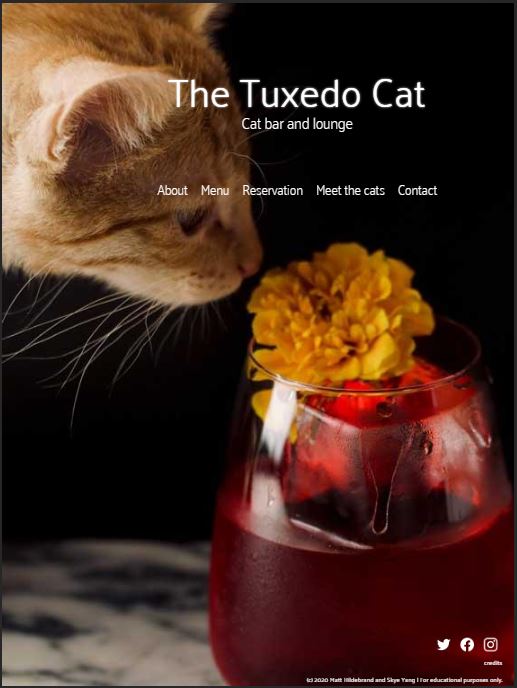 The Tuxedo Cat
Cat bar and lounge
About Menu Reservation Meet the cats Contact
credits
(c) 2020 Matt Hildebrand and Skye Yang | For educational purposes only.